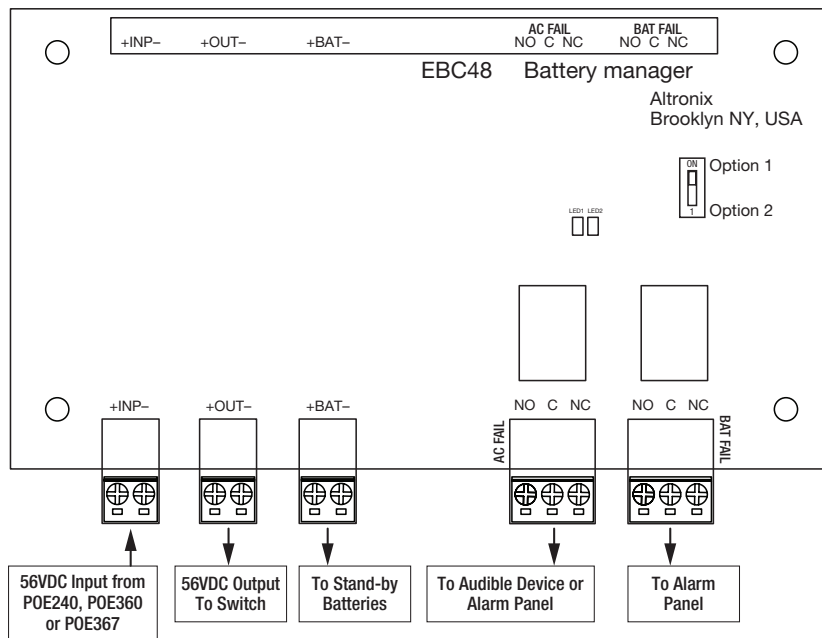 +INP– +OUT– +BAT– AC FAIL BAT FAIL
NO C NC NO C NC
EBC48 Battery manager
Altronix
Brooklyn NY, USA
ON Option 1
1 Option 2
LED1 LED2
+INP– +OUT– +BAT– NO C NC NO C NC
AC FAIL
BAT FAIL
56VDC Input from
POE240, POE360
or POE367
56VDC Output
To Switch
To Stand-by
Batteries
To Audible Device or
Alarm Panel
To Alarm
Panel